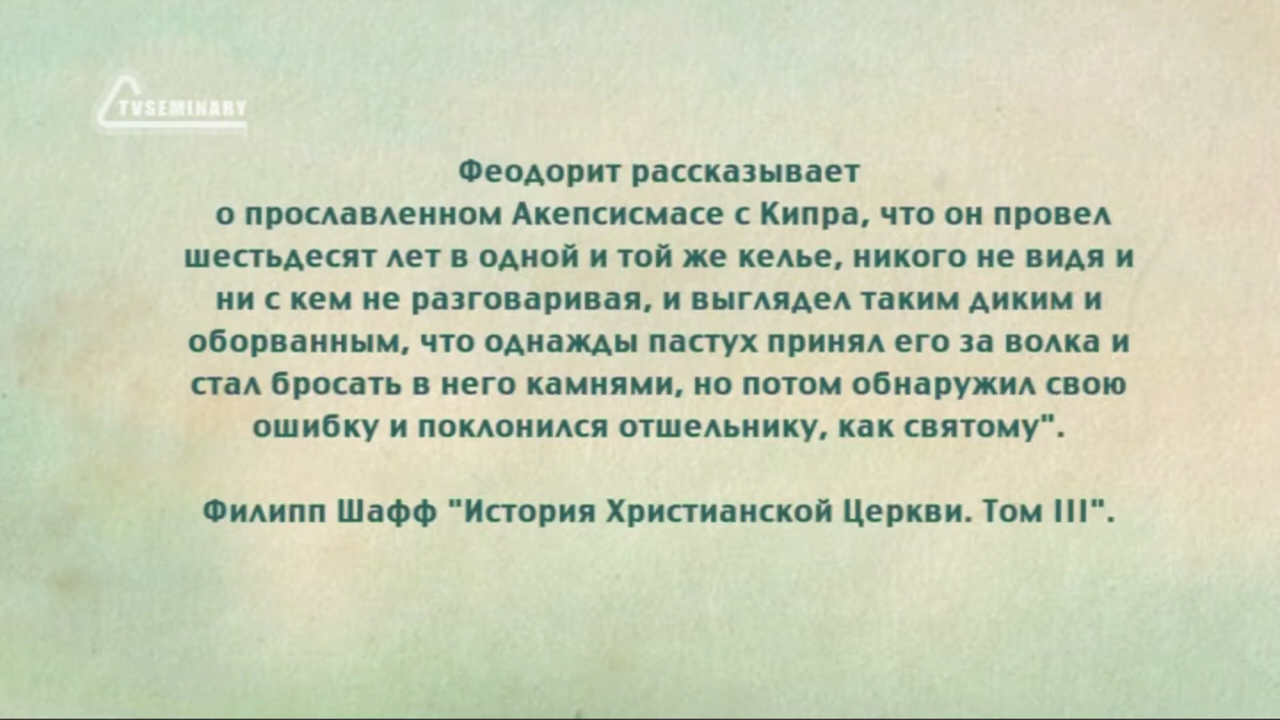 TVSEMINARY
Феодорит рассказывает
о прославленном Акепсисмасе с Кипра, что он провел
шестьдесят лет в одной и той же келье, никого не видя и
ни с кем не разговаривая, и выглядел таким диким и
оборванным, что однажды пастух принял его за волка и
стал бросать в него камнями, но потом обнаружил свою
ошибку и поклонился отшельнику, как святому".
Филипп Шафф "История Христианской Церкви. Том III".